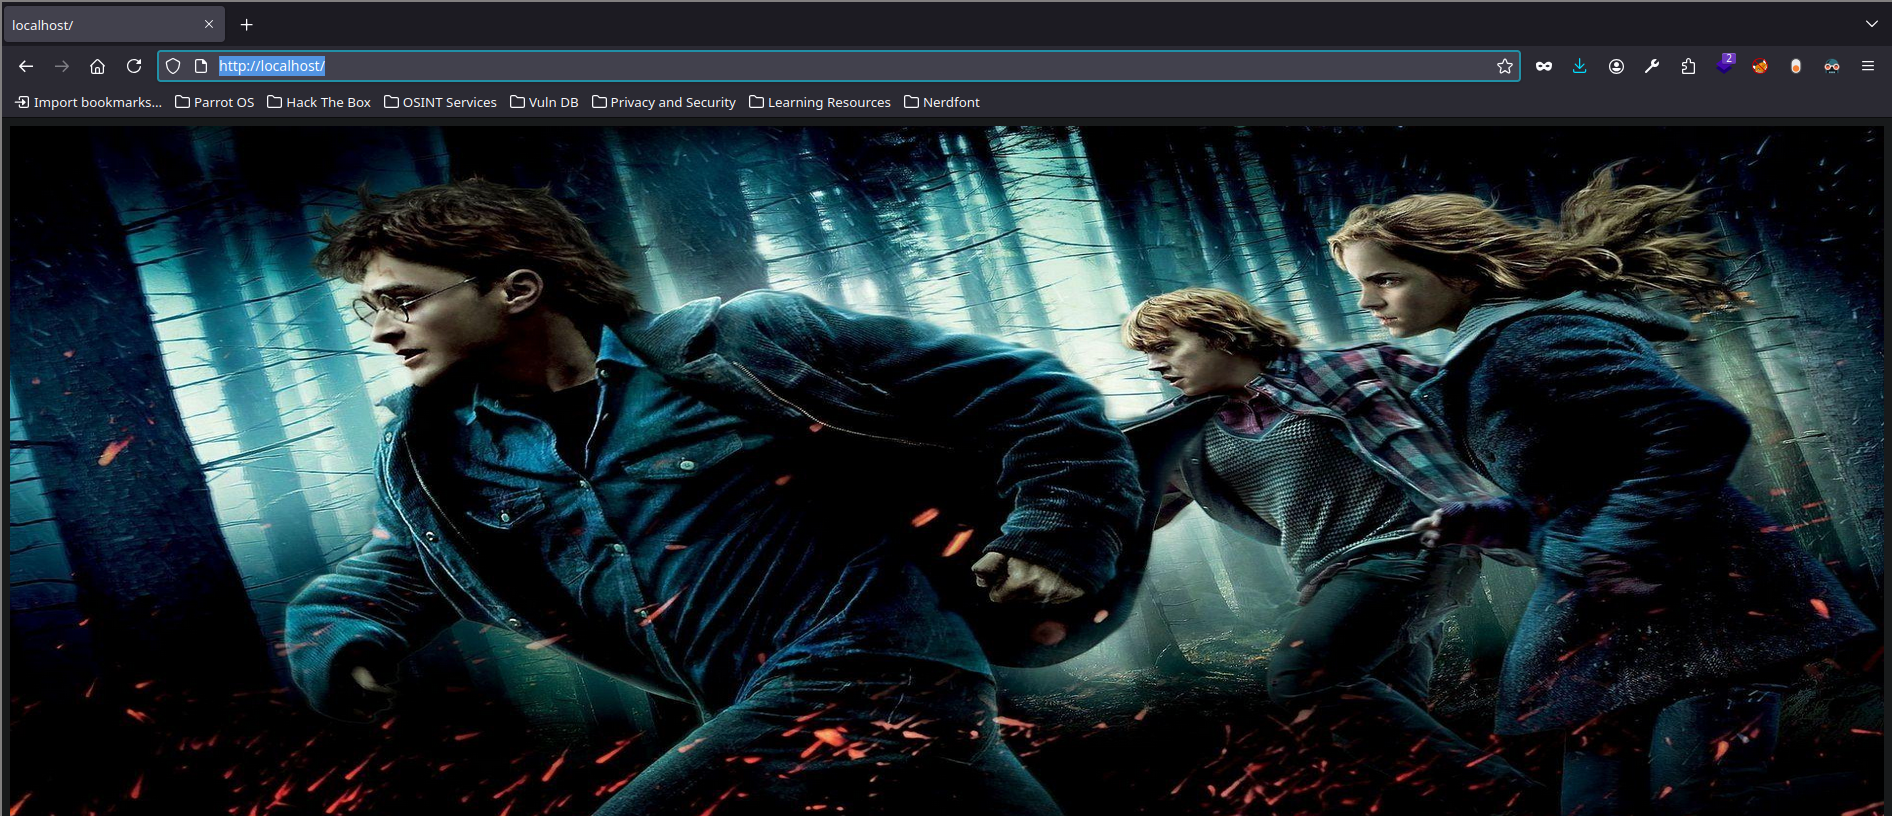 localhost/
http://localhost/
2
Import bookmarks... Parrot OS Hack The Box OSINT Services Vuln DB Privacy and Security Learning Resources Nerdfont